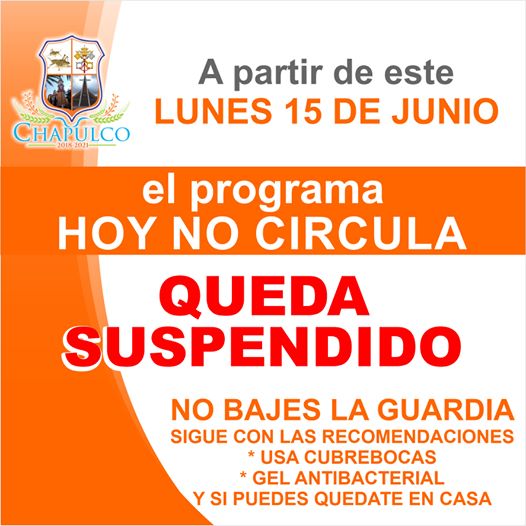 CHAPULCO
2018-2021
A partir de este
LUNES 15 DE JUNIO
el programa
HOY NO CIRCULA
QUEDA
SUSPENDIDO
NO BAJES LA GUARDIA
SIGUE CON LAS RECOMENDACIONES
* USA CUBREBOCAS
* GEL ANTIBACTERIAL
Y SI PUEDES QUEDATE EN CASA